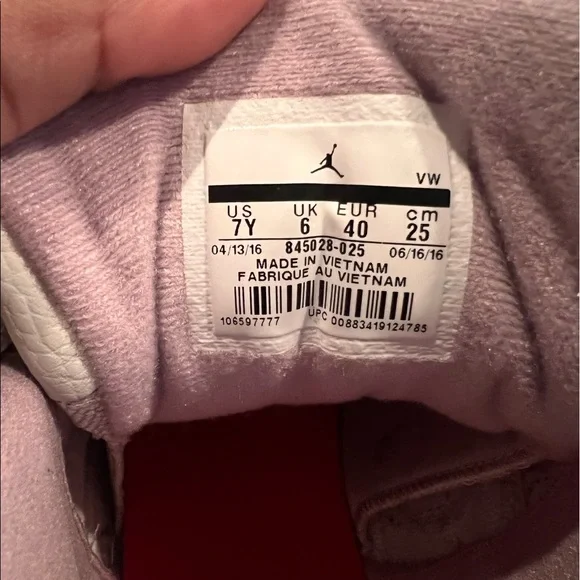 VW
US UK EUR cm
7Y 6 40 25
04/13/16 845028-025 06/16/16
MADE IN VIETNAM
FABRIQUE AU VIETNAM
106597777 UPC 00883419124785